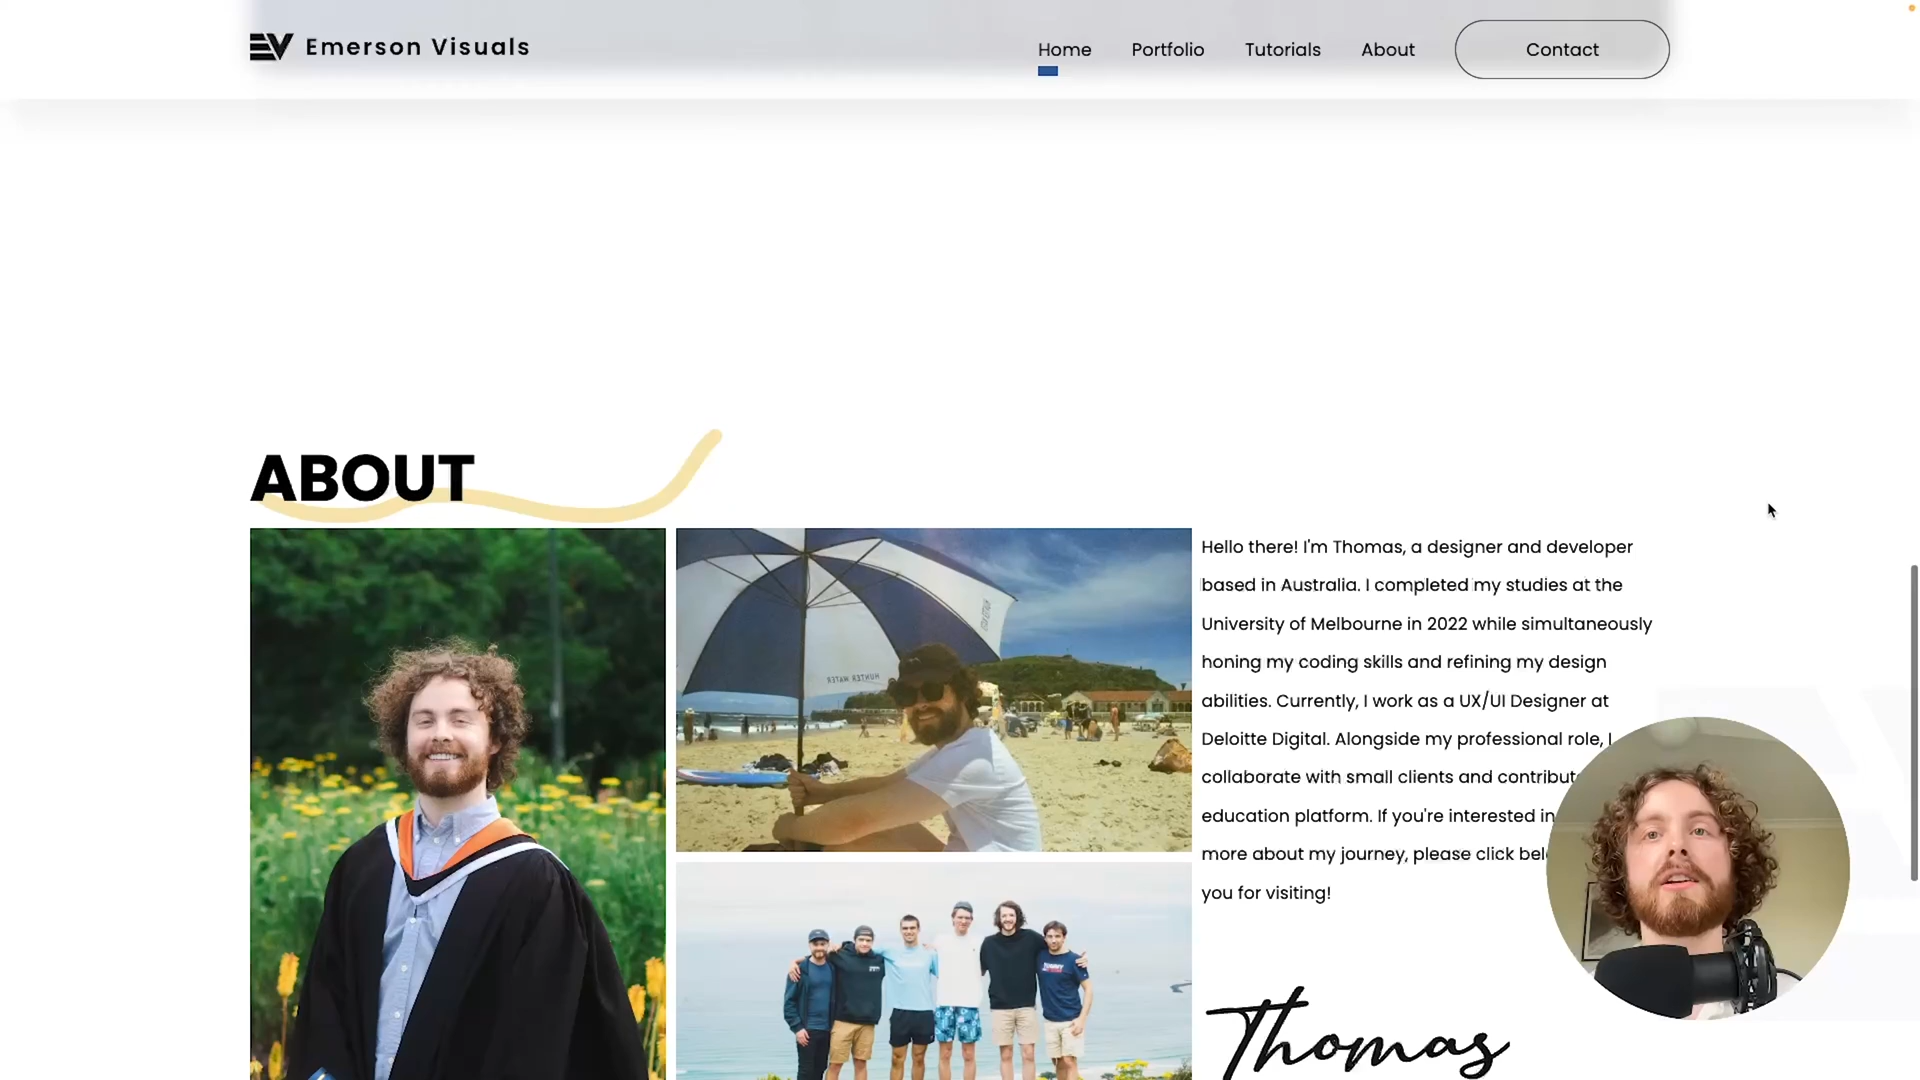 EV Emerson Visuals
Home
Portfolio
Tutorials
About
Contact
ABOUT
HUNTER WATER
Hello there! I'm Thomas, a designer and developer
based in Australia. I completed my studies at the
University of Melbourne in 2022 while simultaneously
honing my coding skills and refining my design
abilities. Currently, I work as a UX/UI Designer at
Deloitte Digital. Alongside my professional role, I
collaborate with small clients and
education platform. If you're interested in
more about my journey, please click
you for visiting!
Thomas